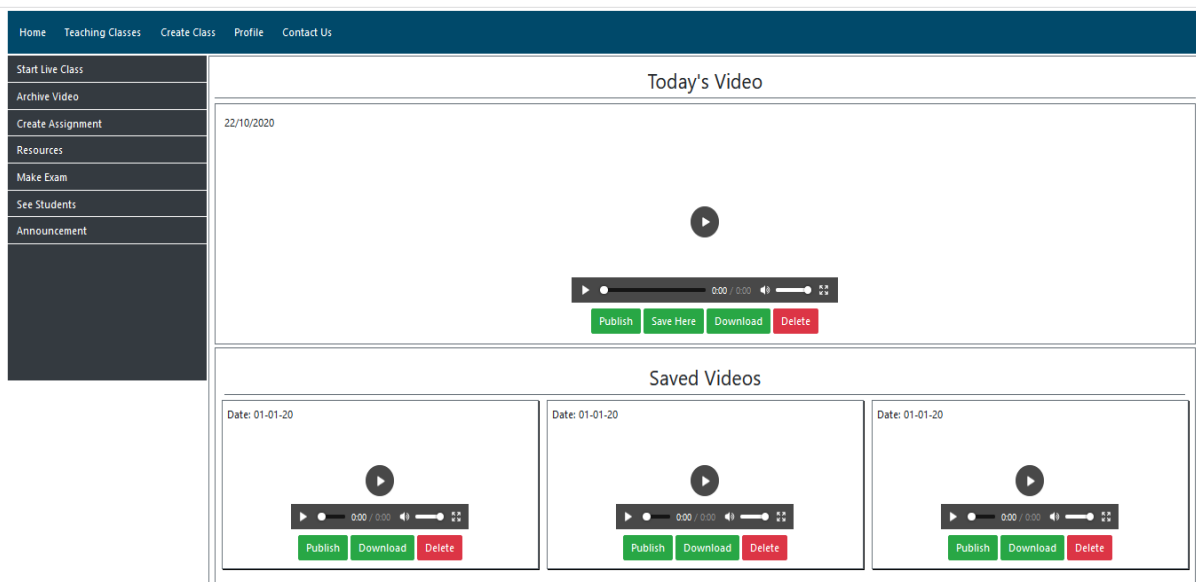 Home Teaching Classes Create Class Profile Contact Us
Start Live Class
Archive Video
Create Assignment
Resources
Make Exam
See Students
Announcement
Today's Video
22/10/2020
0:00 / 0:00
Publish Save Here Download Delete
Saved Videos
Date: 01-01-20
0:00 / 0:00
Publish Download Delete
Date: 01-01-20
0:00 / 0:00
Publish Download Delete
Date: 01-01-20
0:00 / 0:00
Publish Download Delete